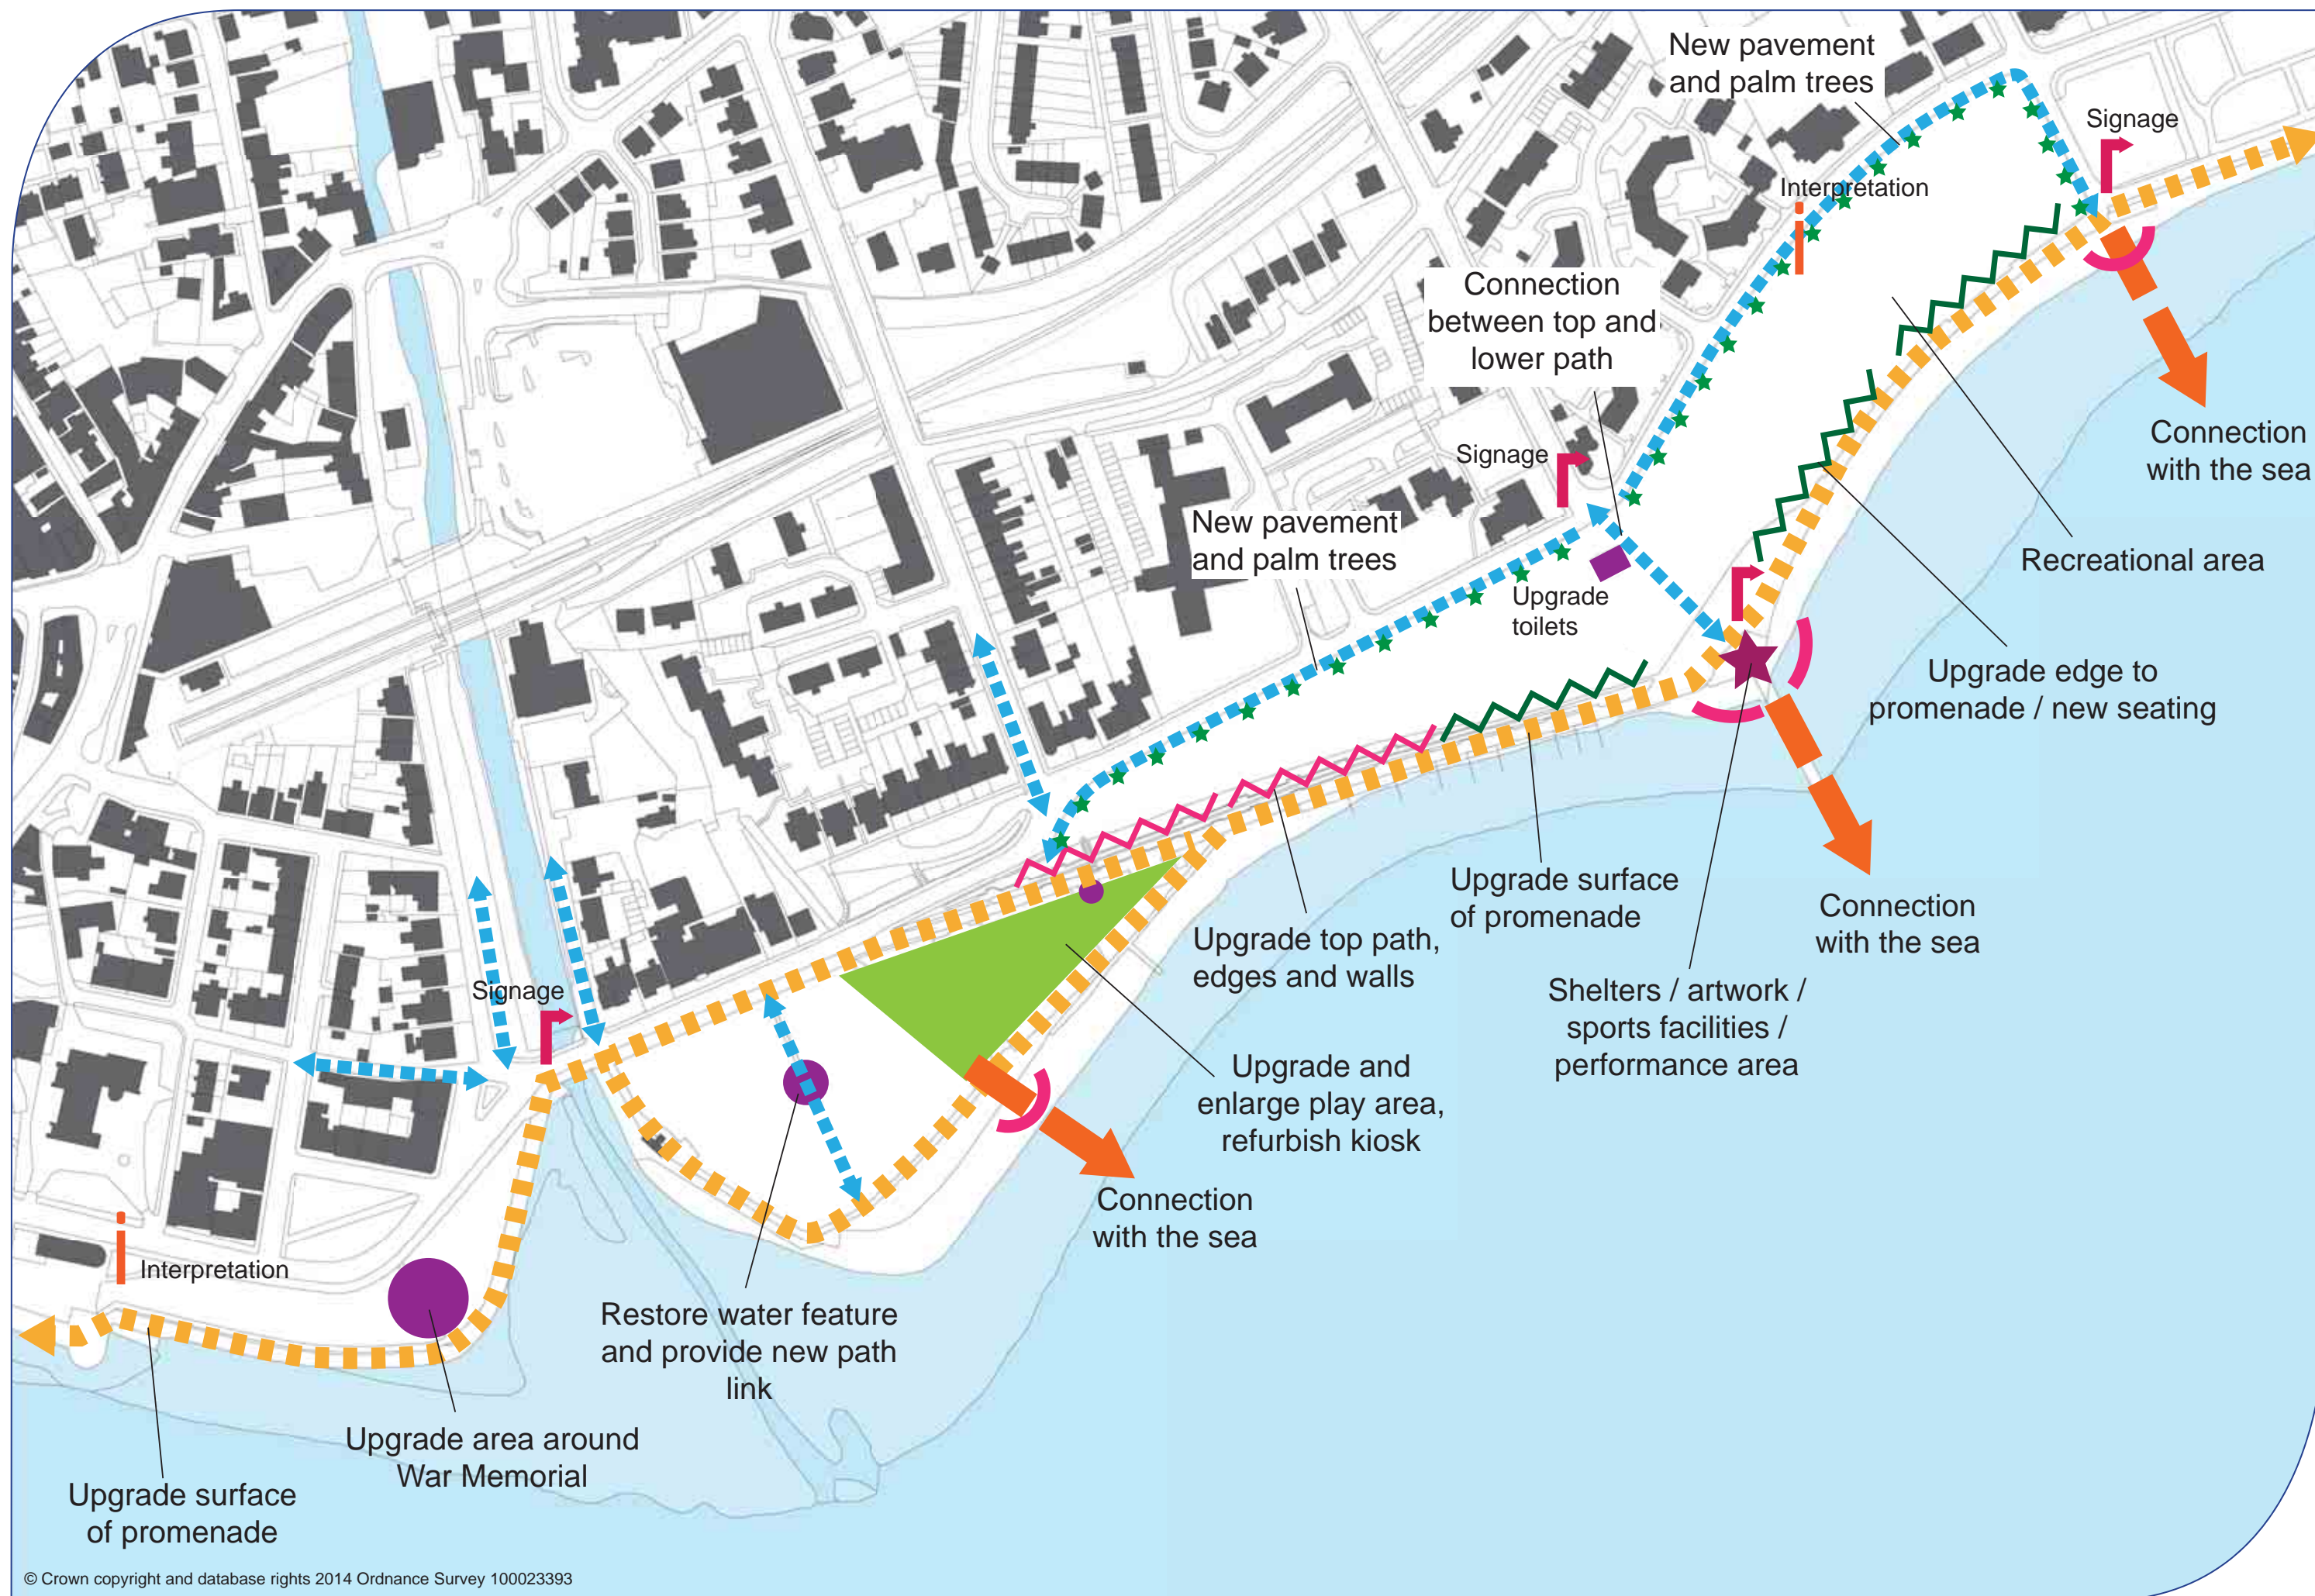 New pavement
and palm trees
Signage
Interpretation
Connection
between top and
lower path
Connection
with the sea
Signage
New pavement
and palm trees
Recreational area
Upgrade
toilets
Upgrade edge to
promenade / new seating
Upgrade surface
of promenade
Connection
with the sea
Upgrade top path,
edges and walls
Shelters / artwork /
sports facilities /
performance area
Signage
Upgrade and
enlarge play area,
refurbish kiosk
Connection
with the sea
Interpretation
Restore water feature
and provide new path
link
Upgrade area around
War Memorial
Upgrade surface
of promenade
© Crown copyright and database rights 2014 Ordnance Survey 100023393